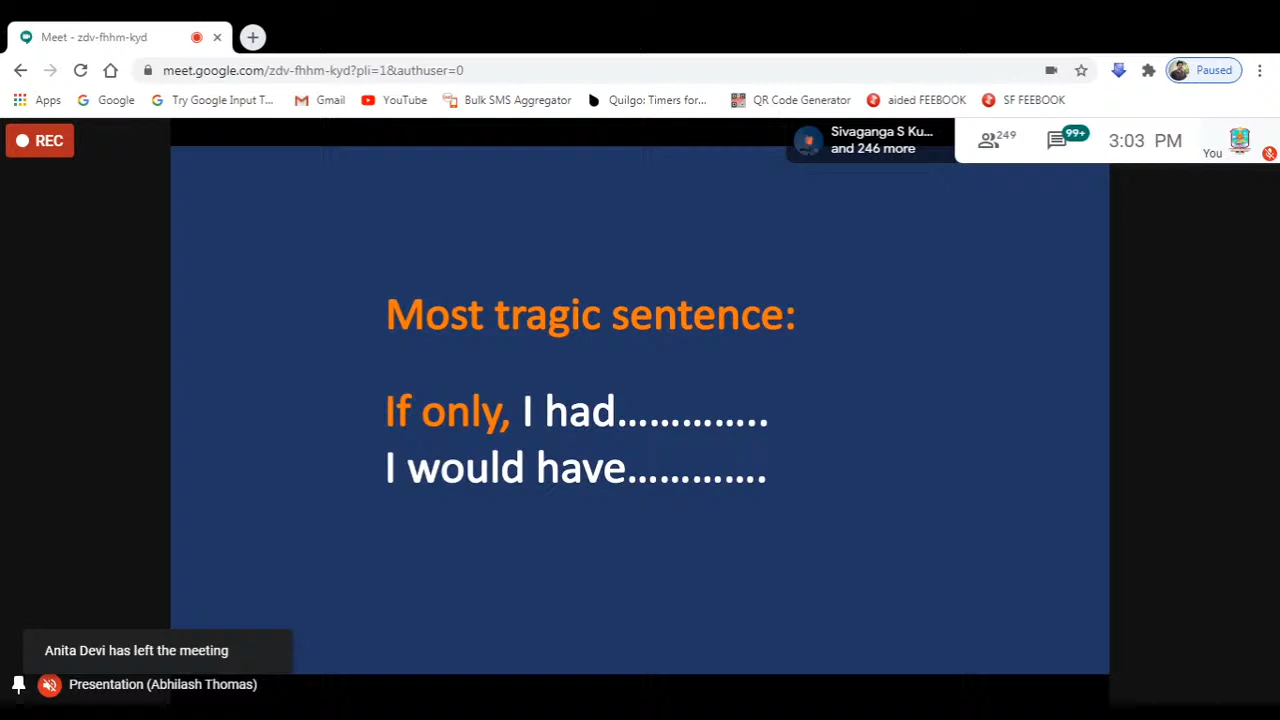 Meet - zdv-fhhm-kyd
meet.google.com/zdv-fhhm-kyd?pli=1&authuser=0
Paused
Apps
Google
Try Google Input T...
Gmail
YouTube
Bulk SMS Aggregator
Quilgo: Timers for...
QR Code Generator
aided FEEBOOK
SF FEEBOOK
REC
Sivaganga S Ku...
and 246 more
249
99+
3:03 PM
You
Most tragic sentence:
If only, I had…………..
I would have………….
Anita Devi has left the meeting
Presentation (Abhilash Thomas)